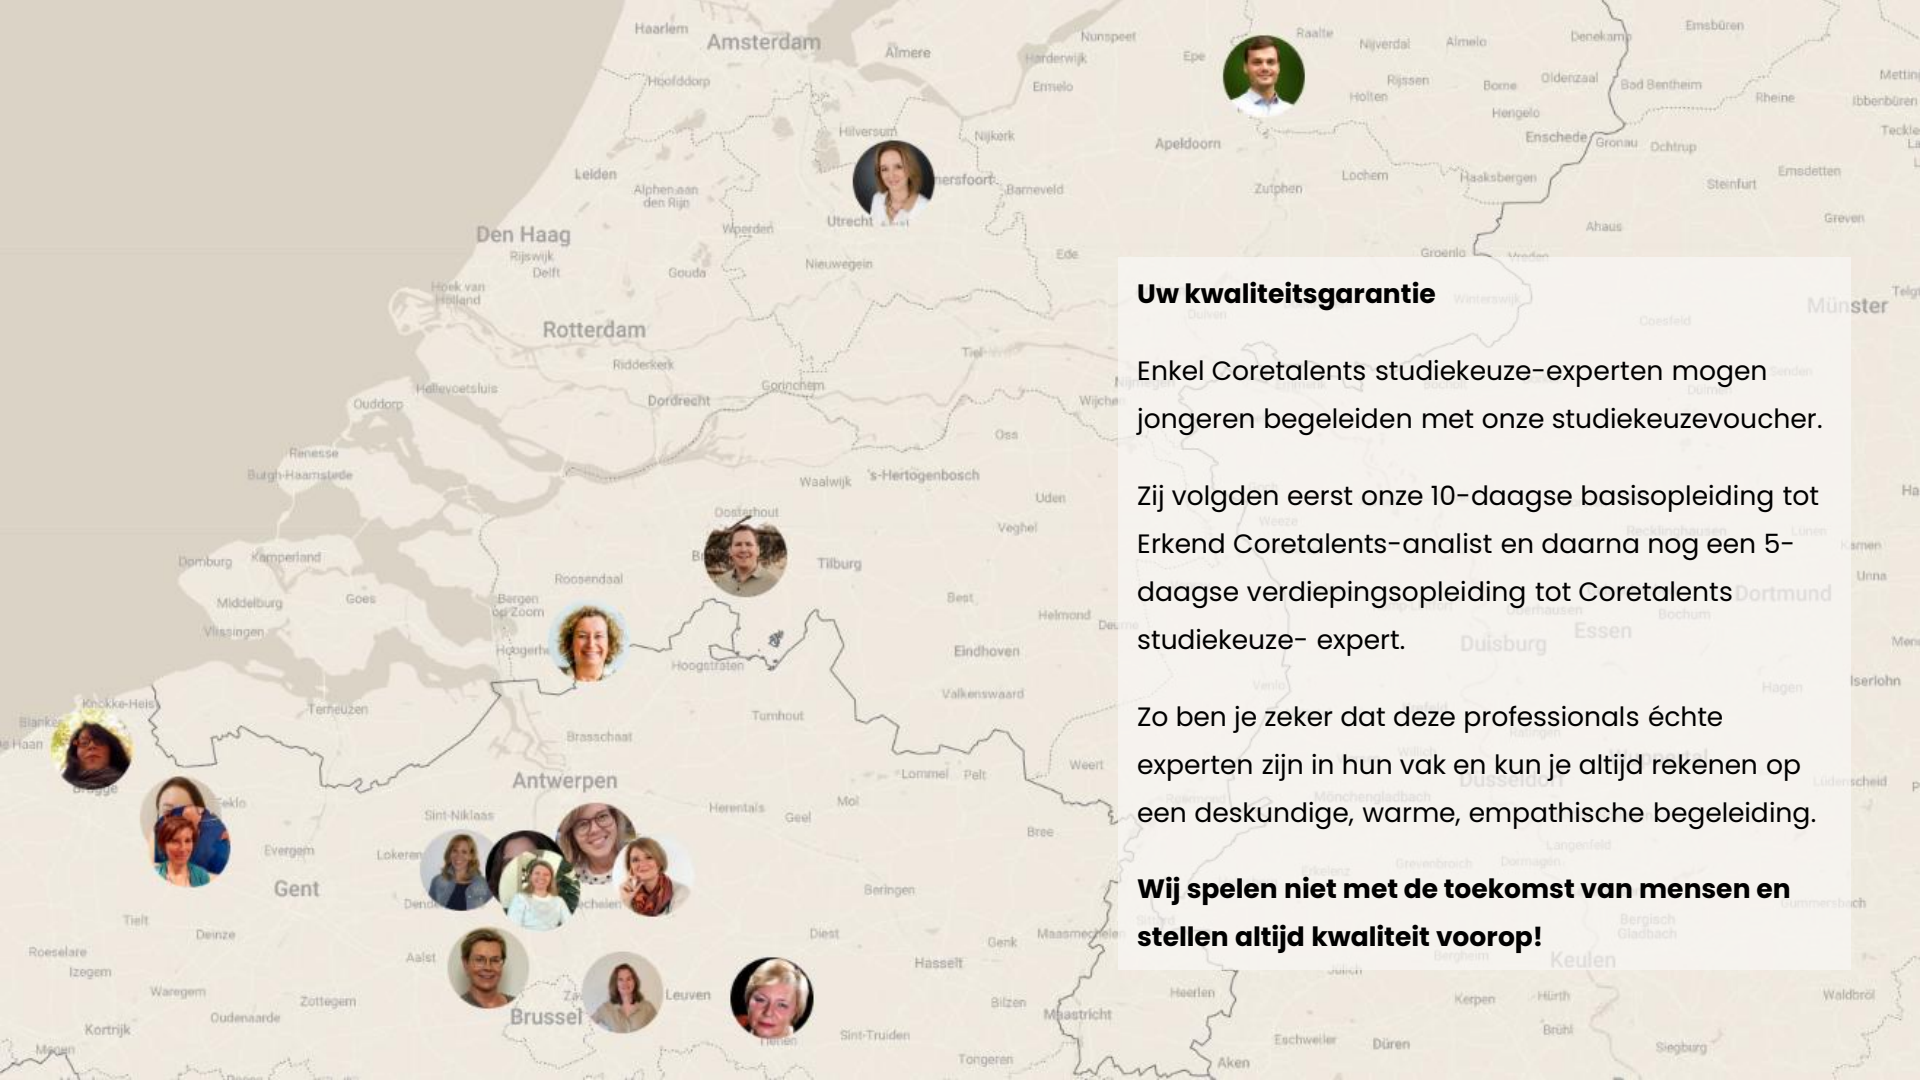 Haarlem
Amsterdam
Almere
Nunspeet
Harderwijk
Epe
Raalte
Nijverdal
Almelo
Denekamp
Emsbüren
Hoofddorp
Ermelo
Rijssen
Holten
Borne
Oldenzaal
Bad Bentheim
Rheine
Ibbenbüren
Hengelo
Hilversum
Nijkerk
Apeldoorn
Enschede
Gronau
Ochtrup
Leiden
Alphen aan
den Rijn
Barneveld
Zutphen
Lochem
Haaksbergen
Steinfurt
Emsdetten
Greven
Den Haag
Rijswijk
Delft
Woerden
Utrecht
Ahaus
Gouda
Nieuwegein
Ede
Groenlo
Vreden
Hoek van
Holland
Rotterdam
Ridderkerk
Tiel
Münster
Hellevoetsluis
Gorinchem
Ouddorp
Dordrecht
Wijchen
Oss
Uw kwaliteitsgarantie
Enkel Coretalents studiekeuze-experten mogen
jongeren begeleiden met onze studiekeuzevoucher.
Zij volgden eerst onze 10-daagse basisopleiding tot
Erkend Coretalents-analist en daarna nog een 5-
daagse verdiepingsopleiding tot Coretalents
studiekeuze- expert.
Zo ben je zeker dat deze professionals échte
experten zijn in hun vak en kun je altijd rekenen op
een deskundige, warme, empathische begeleiding.
Wij spelen niet met de toekomst van mensen en
stellen altijd kwaliteit voorop!
Renesse
Burgh-Haamstede
Waalwijk
's-Hertogenbosch
Uden
Oosterhout
Veghel
Domburg
Kamperland
Tilburg
Roosendaal
Middelburg
Goes
Bergen
op Zoom
Best
Helmond
Vlissingen
Dortmund
Essen
Duisburg
Hoogstraten
Eindhoven
Valkenswaard
Terneuzen
Turnhout
Hagen
Iserlohn
Brasschaat
Antwerpen
Lommel
Pelt
Weert
Düsseldorf
Sint-Niklaas
Herentals
Mol
Geel
Bree
Evergem
Lokeren
Gent
Beringen
Tielt
Deinze
Diest
Genk
Maasmechelen
Roeselare
Izegem
Aalst
Hasselt
Keulen
Waregem
Zottegem
Leuven
Bilzen
Heerlen
Kerpen
Hürth
Waldbröl
Oudenaarde
Brussel
Maastricht
Kortrijk
Sint-Truiden
Brühl
Eschweiler
Düren
Siegburg
Menen
Tongeren
Aken